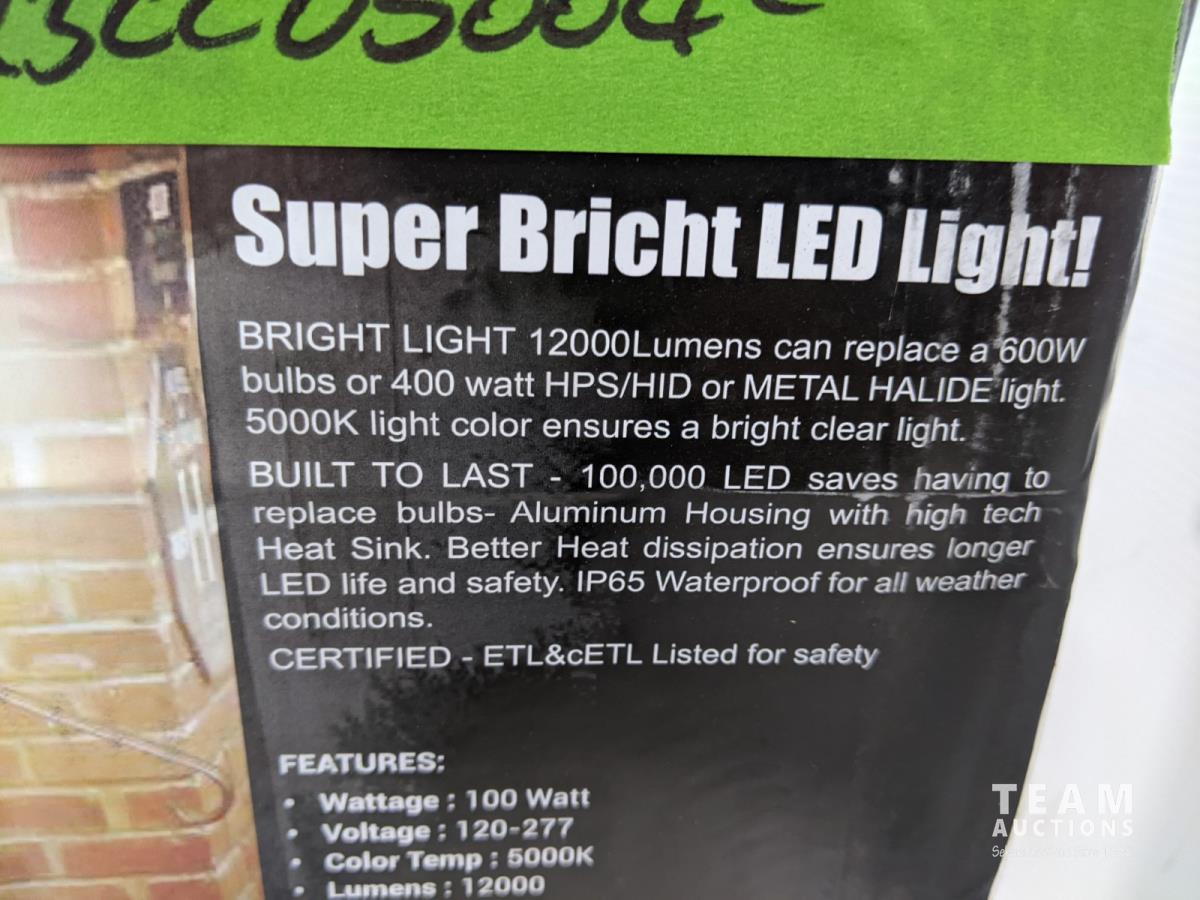 Super Bricht LED Light!
BRIGHT LIGHT 12000Lumens can replace a 600W
bulbs or 400 watt HPS/HID or METAL HALIDE light.
5000K light color ensures a bright clear light.
BUILT TO LAST - 100,000 LED saves having to
replace bulbs- Aluminum Housing with high tech
Heat Sink. Better Heat dissipation ensures longer
LED life and safety. IP65 Waterproof for all weather
conditions.
CERTIFIED - ETL&cETL Listed for safety
FEATURES:
• Wattage : 100 Watt
• Voltage : 120-277
• Color Temp : 5000K
• Lumens : 12000
TEAM
AUCTIONS